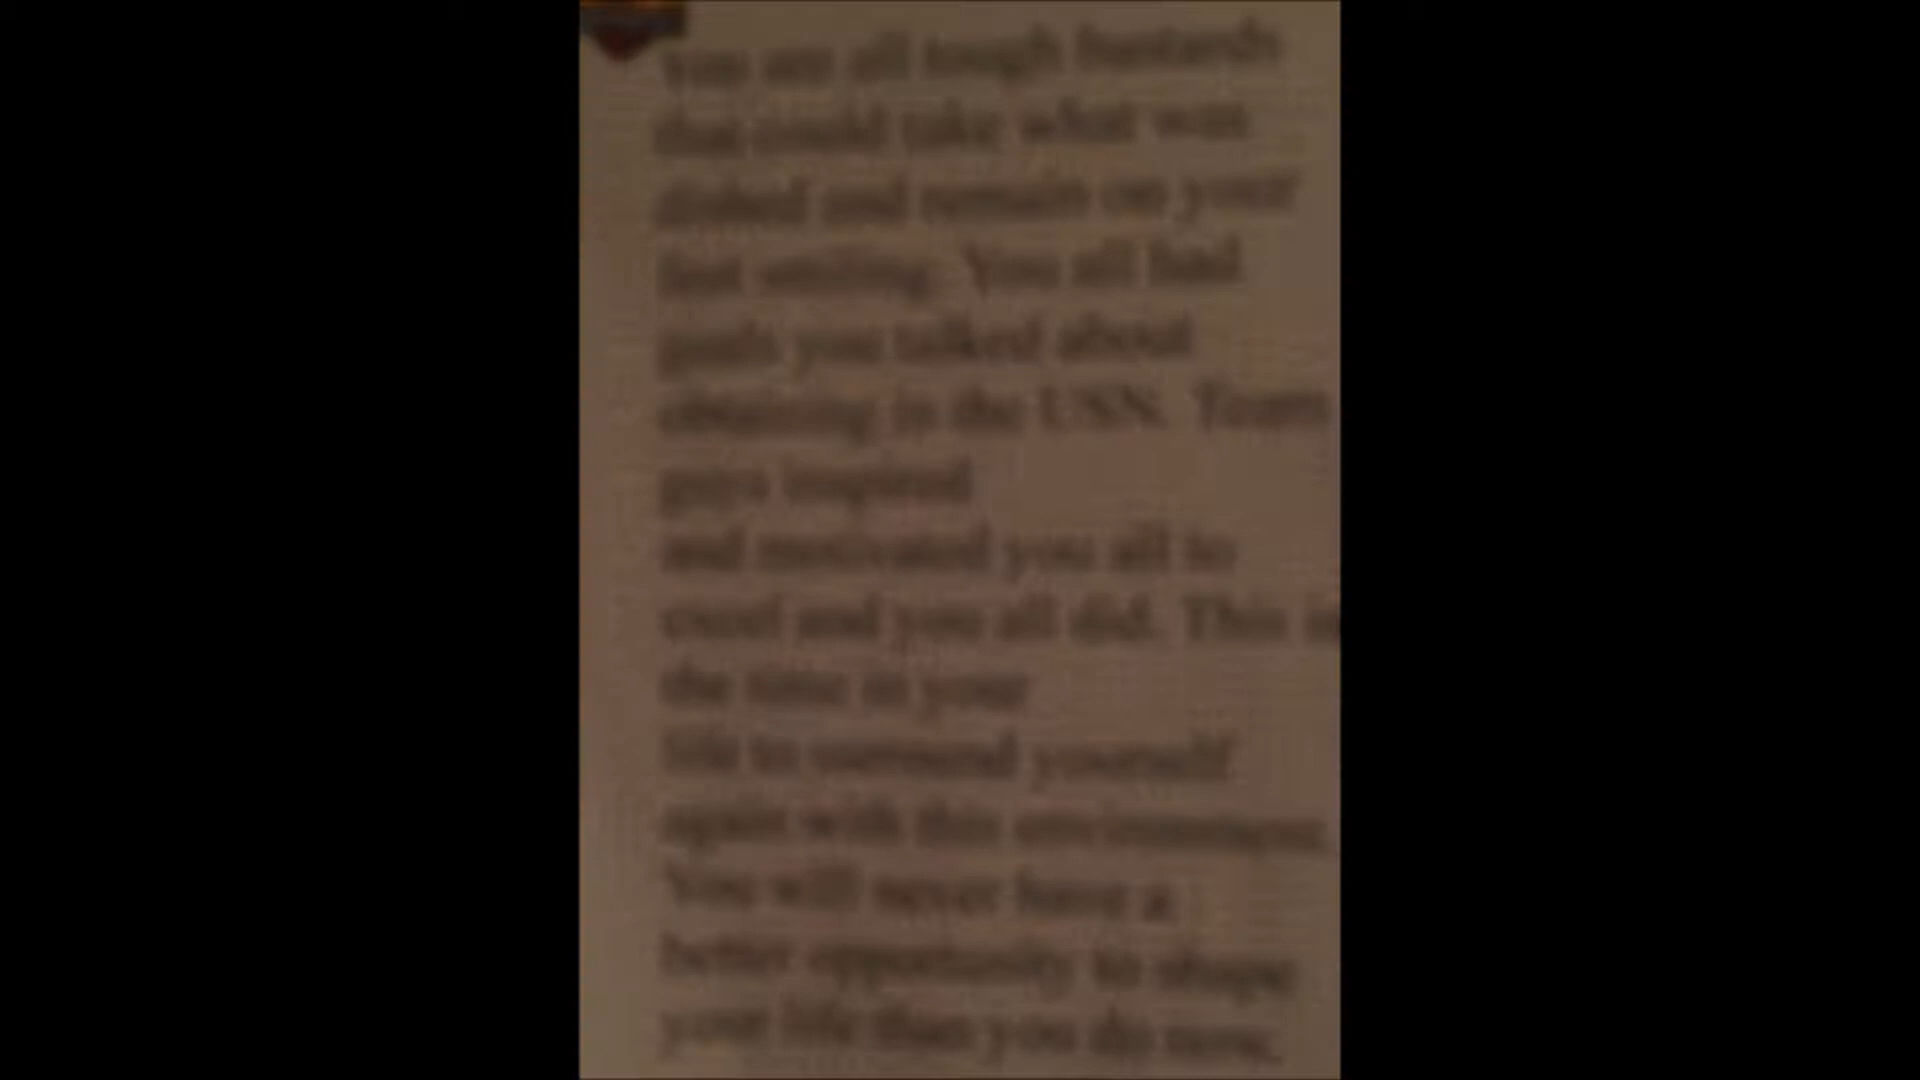 you are all tough bastards
that could take what was
dished and remain on your
feet smiling. You all had
goals you talked about
obtaining in the USN. Team
guys inspired
and motivated you all to
excel and you all did. This is
the time in your
life to surround yourself
again with this environment.
You will never have a
better opportunity to shape
your life than you do now,